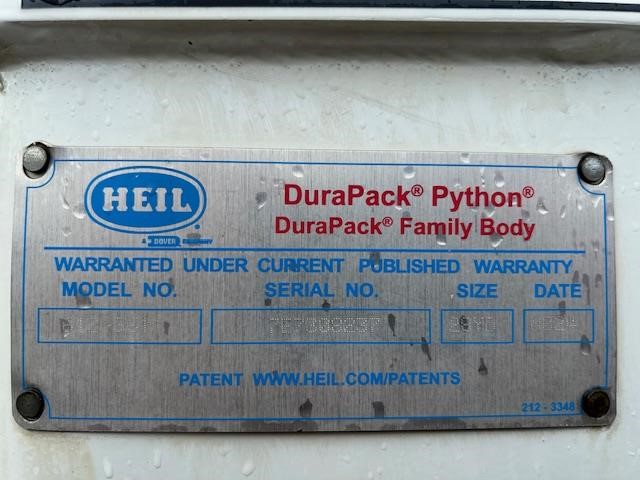 HEIL
A DOVER COMPANY
DuraPack® Python®
DuraPack® Family Body
WARRANTED UNDER CURRENT PUBLISHED WARRANTY
MODEL NO. SERIAL NO. SIZE DATE
PATENT WWW.HEIL.COM/PATENTS
212 - 3348